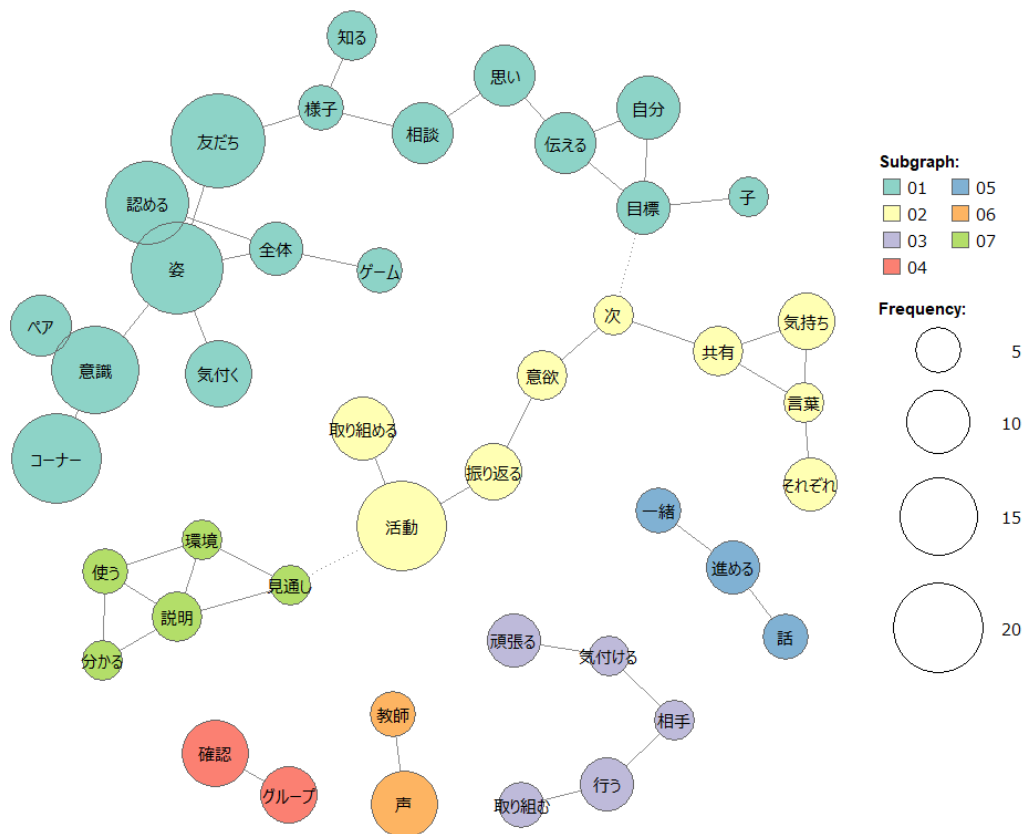 知る
思い
様子
自分
友だち
相談
伝える
認める
全体
目標
子
姿
ゲーム
ペア
意識
気付く
コーナー
次
気持ち
共有
意欲
言葉
取り組める
振り返る
それぞれ
活動
一緒
環境
使う
見通し
進める
説明
分かる
話
頑張る
気付ける
教師
相手
確認
グループ
声
行う
取り組む
Subgraph:
01 05
02 06
03 07
04
Frequency:
5
10
15
20